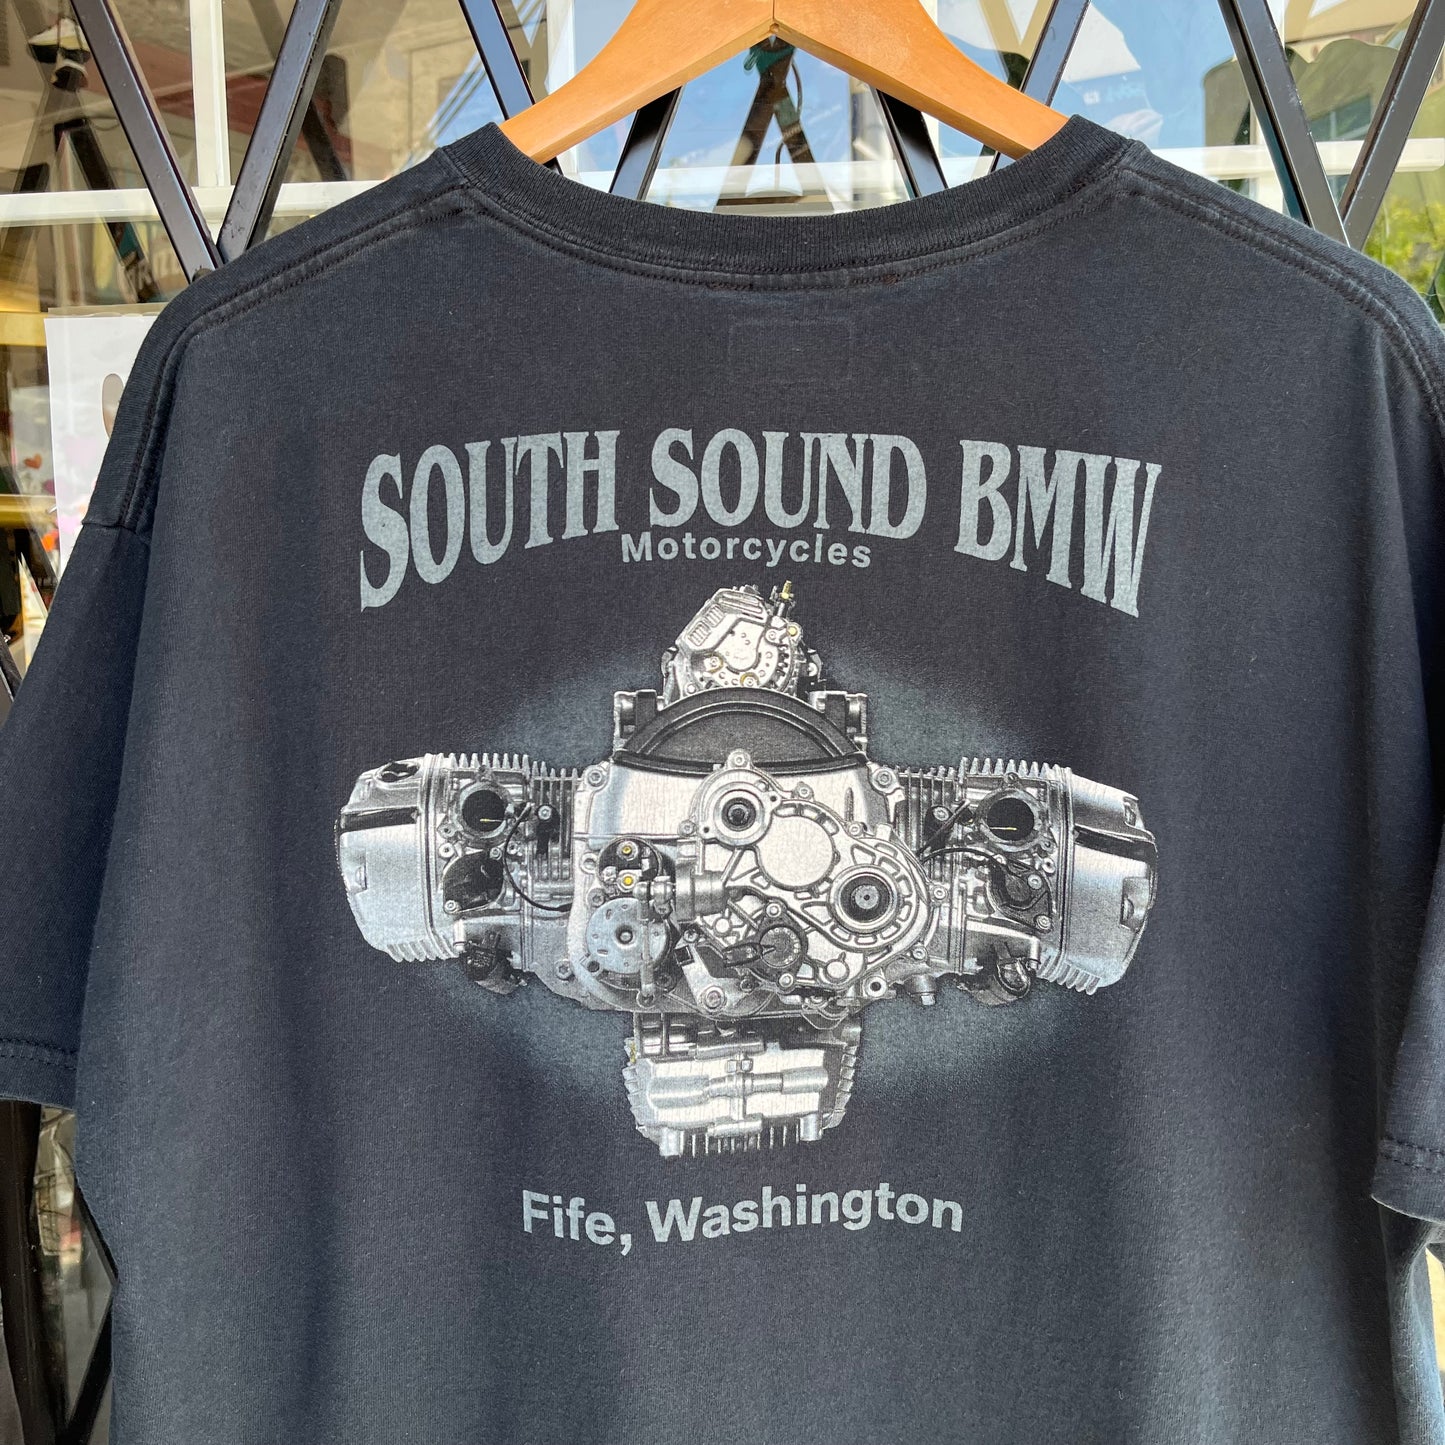 SOUTH SOUND BMW
Motorcycles
Fife, Washington